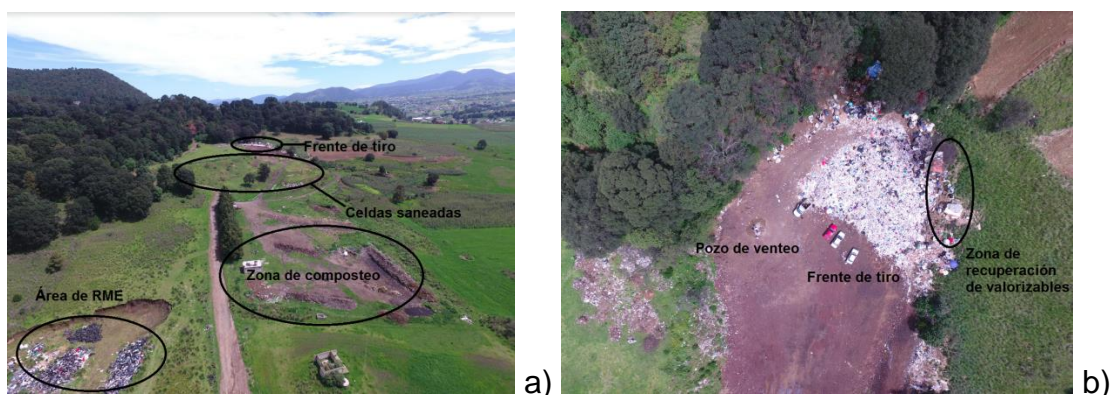 Frente de tiro
Celdas saneadas
Zona de composteo
Área de RME
a)
Pozo de venteo
Frente de tiro
Zona de
recuperación
de valorizables
b)